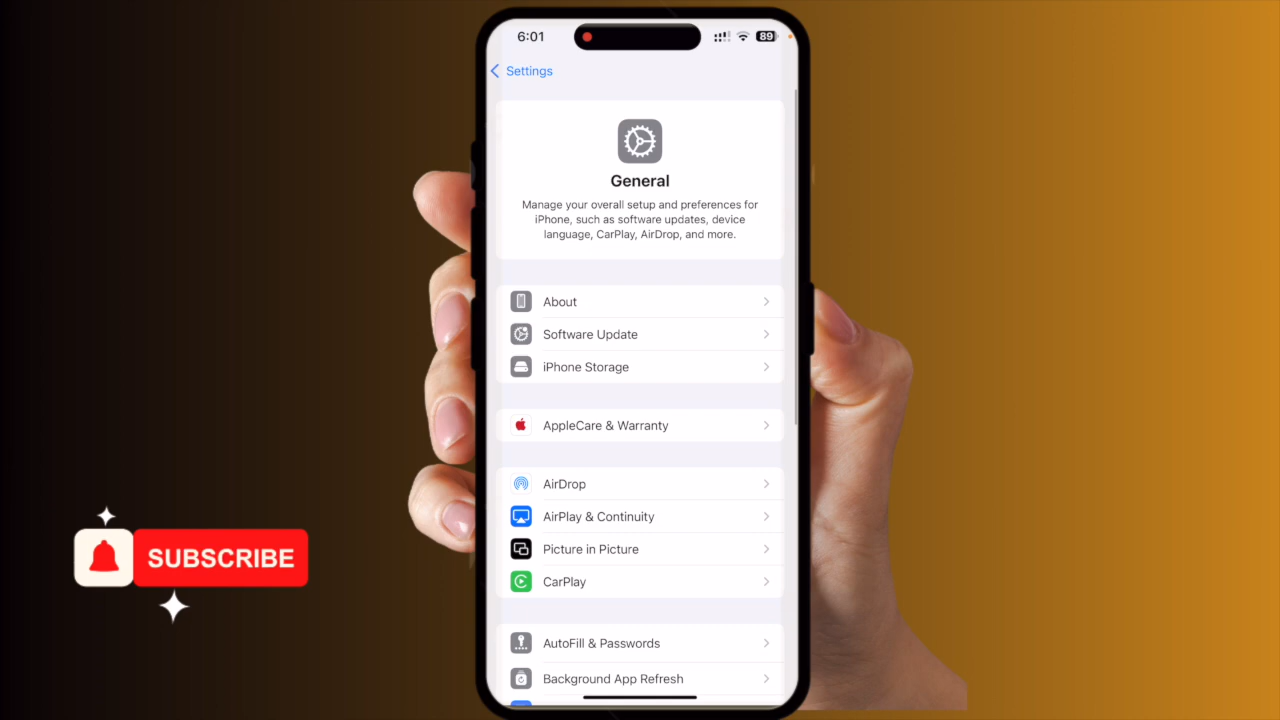 6:01
89
Settings
General
Manage your overall setup and preferences for
iPhone, such as software updates, device
language, CarPlay, AirDrop, and more.
About
Software Update
iPhone Storage
AppleCare & Warranty
AirDrop
AirPlay & Continuity
Picture in Picture
CarPlay
AutoFill & Passwords
Background App Refresh
SUBSCRIBE